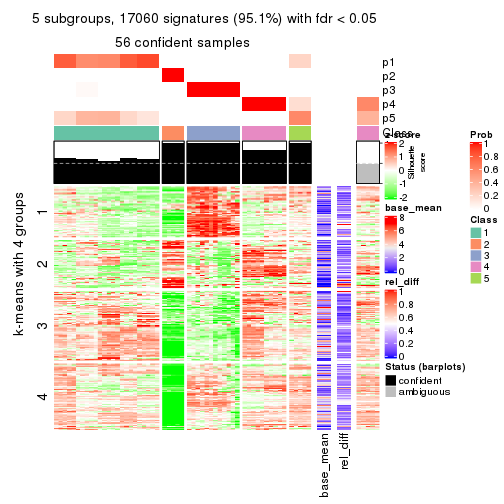 5 subgroups, 17060 signatures (95.1%) with fdr < 0.05
56 confident samples
p1
p2
p3
p4
p5
Class
z-score
2
1
0
-1
-2
Silhouette
score
Prob
1
0.8
0.6
0.4
0.2
0
base_mean
8
6
4
2
0
Class
1
2
3
4
5
rel_diff
1
0.8
0.6
0.4
0.2
0
Status (barplots)
confident
ambiguous
k-means with 4 groups
1
2
3
4
base_mean
rel_diff